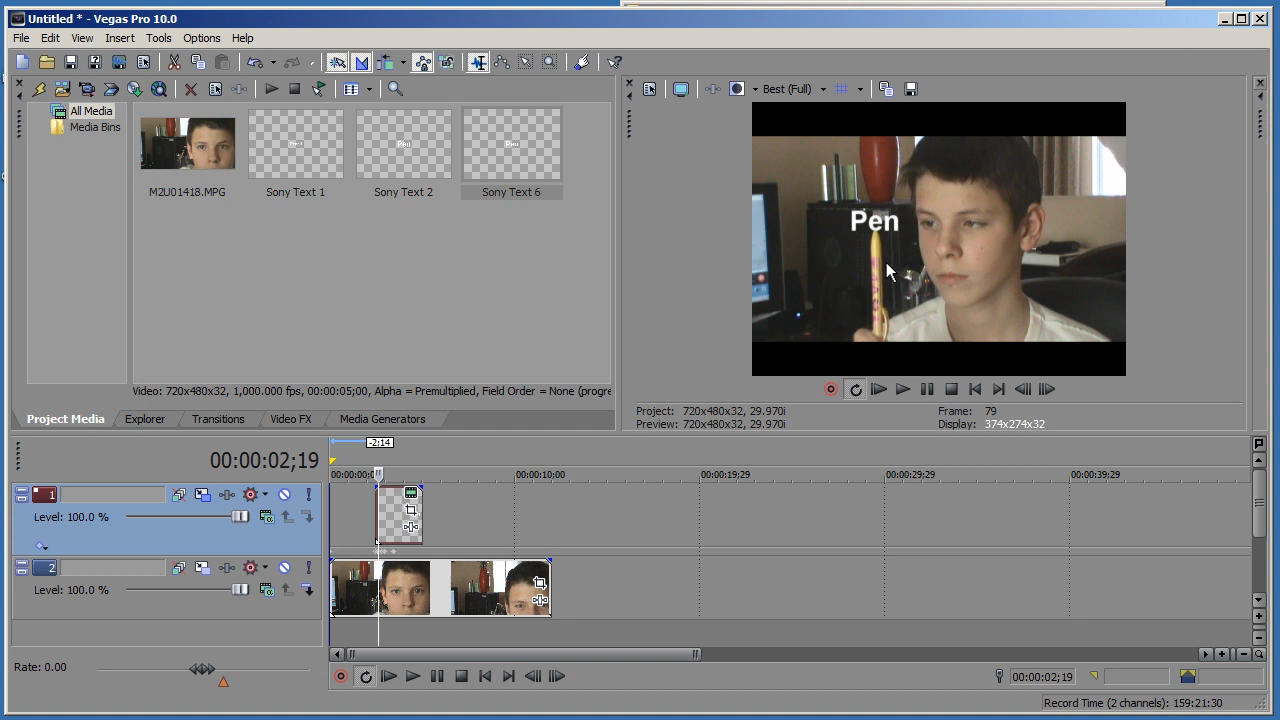 Untitled * - Vegas Pro 10.0
File Edit View Insert Tools Options Help
Best (Full)
All Media
Media Bins
M2U01418.MPG
Sony Text 1
Sony Text 2
Sony Text 6
Pen
Video: 720x480x32, 1,000.000 fps, 00:00:05;00, Alpha = Premultiplied, Field Order = None (progre
Project Media Explorer Transitions Video FX Media Generators
Project: 720x480x32, 29.970i Frame: 79
Preview: 720x480x32, 29.970i Display: 374x274x32
-2;14
00:00:02;19
00:00:10;00 00:00:19;29 00:00:29;29 00:00:39;29
1
Level: 100.0 %
2
Level: 100.0 %
Rate: 0.00
00:00:02;19
Record Time (2 channels): 159:21:30